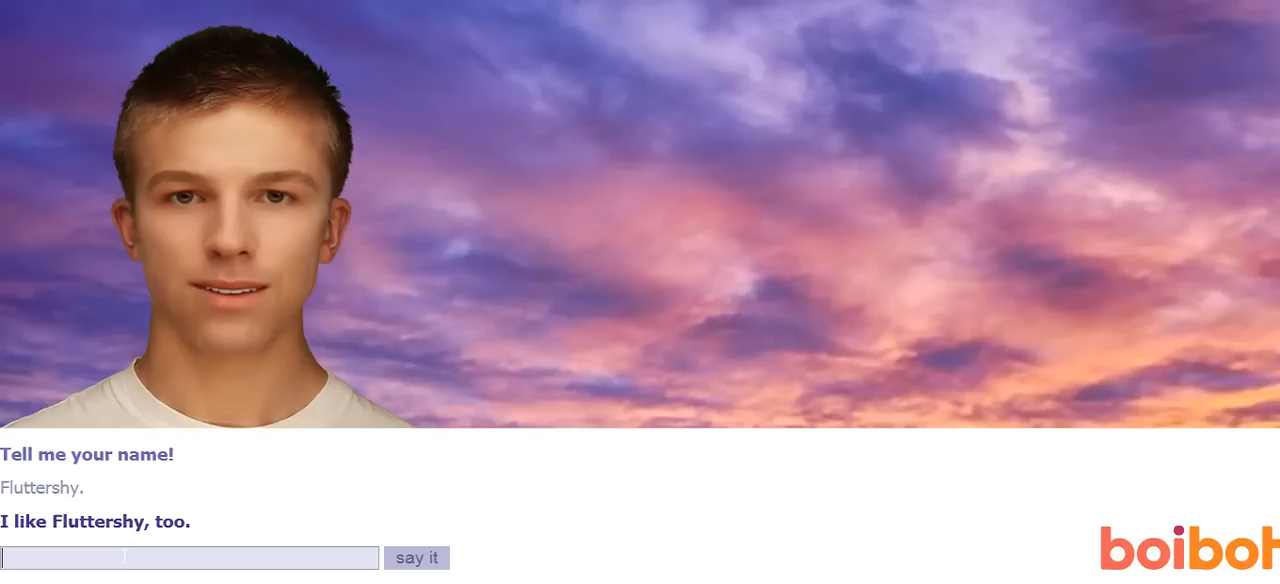 Tell me your name!
Fluttershy.
I like Fluttershy, too.
say it
boibot